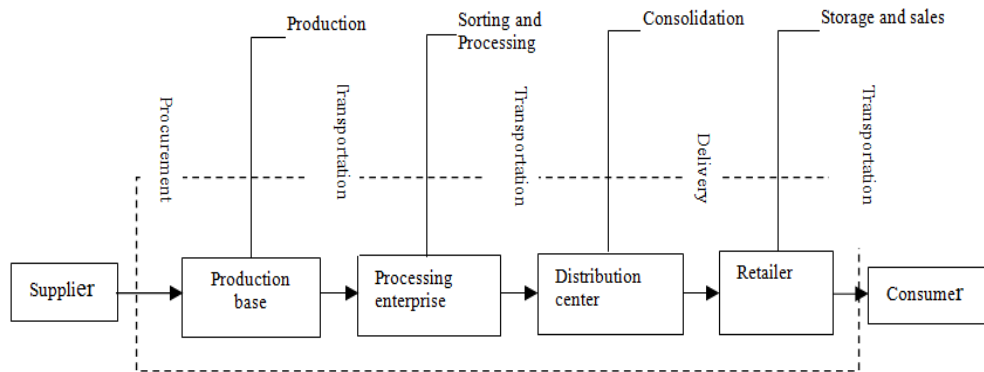 Production
Sorting and
Processing
Consolidation
Storage and sales
Procurement
Transportation
Transportation
Delivery
Transportation
Supplier
Production
base
Processing
enterprise
Distribution
center
Retailer
Consumer